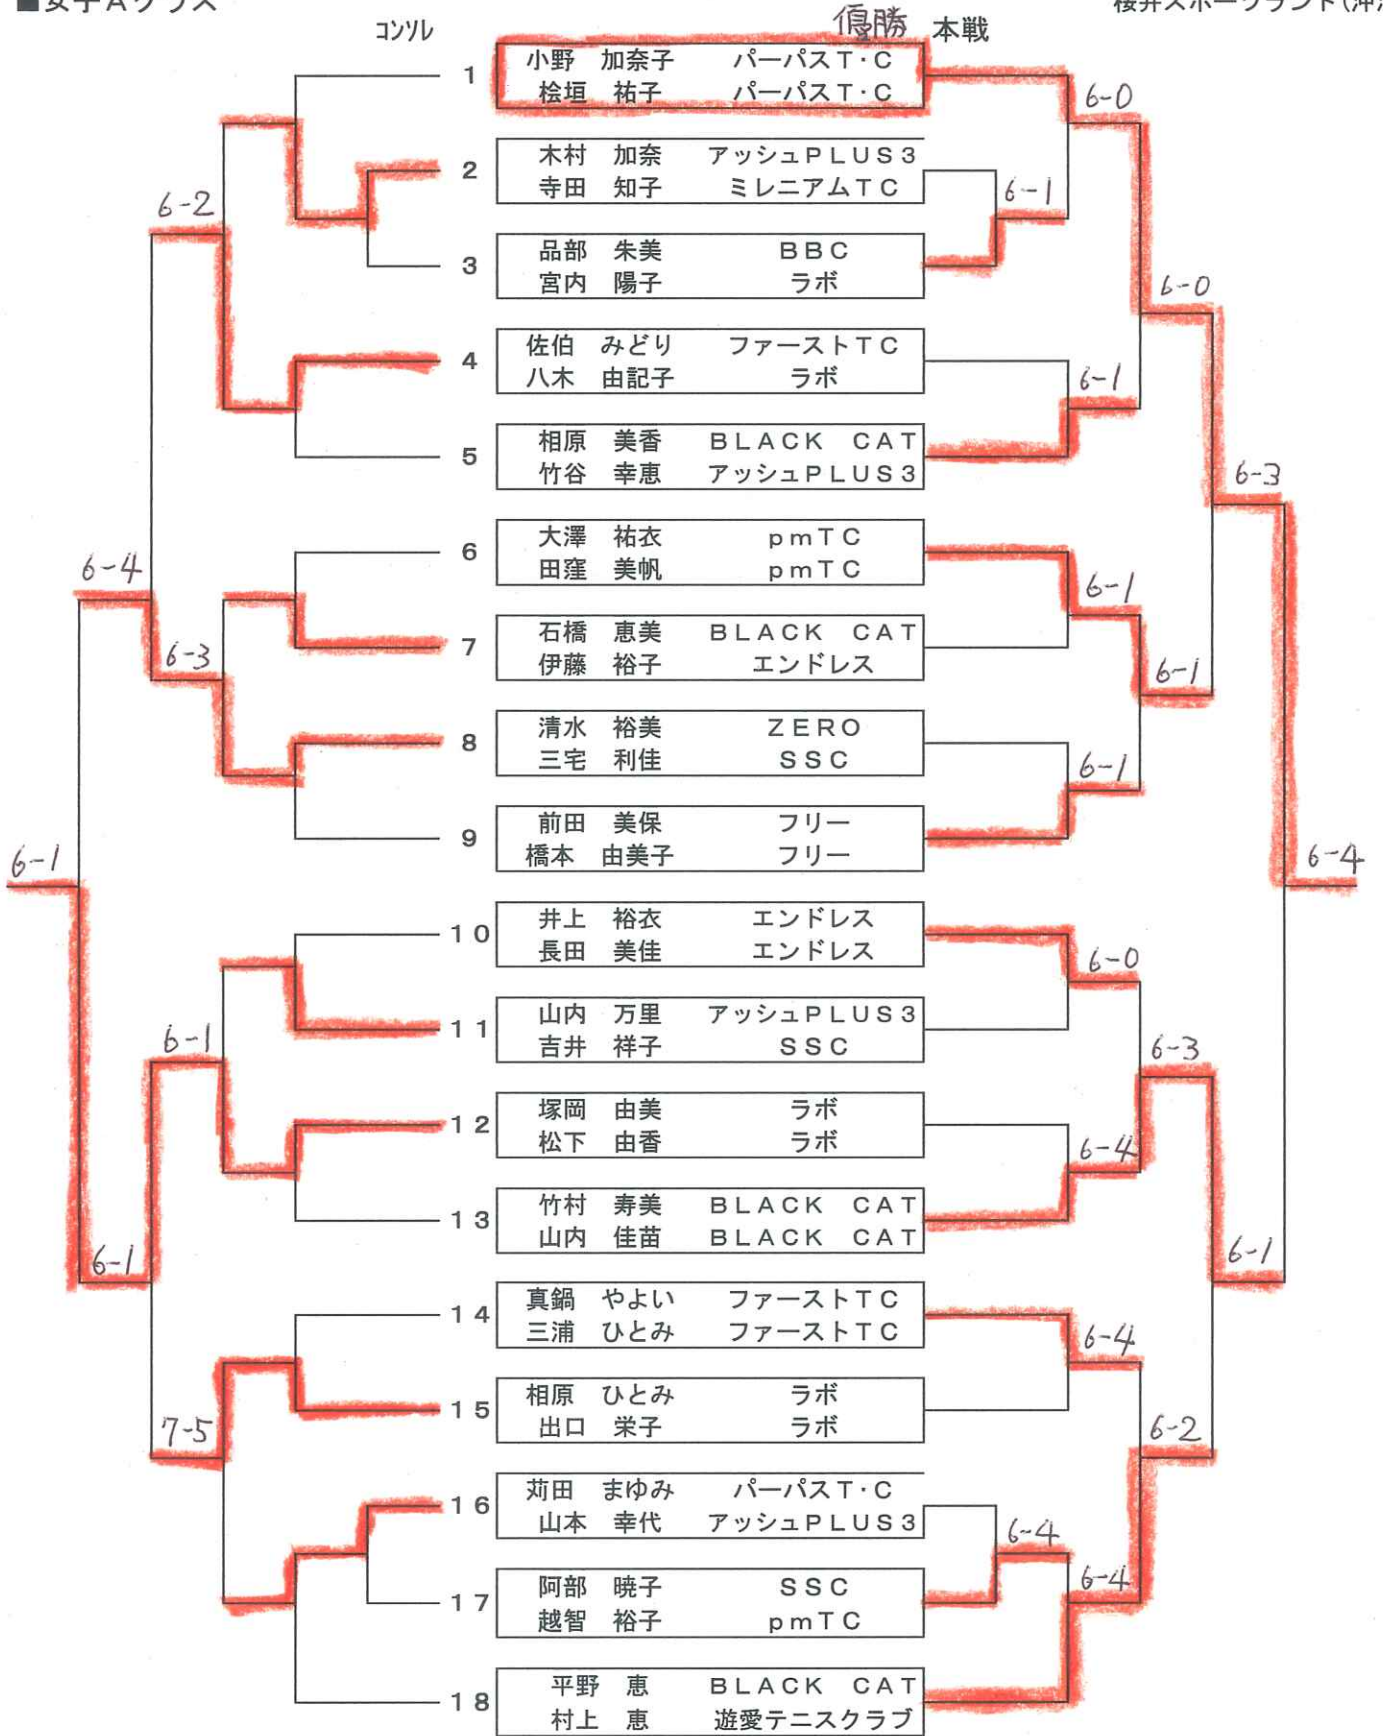 ■女子Aクラス
桜井スポーツランド(沖
コンソレ 優勝 本戦
1 小野 加奈子 パーパスT・C
桧垣 祐子 パーパスT・C
6-0
2 木村 加奈 アッシュPLUS3
寺田 知子 ミレニアムTC
6-2 6-1
3 品部 朱美 BBC
宮内 陽子 ラボ
6-0
4 佐伯 みどり ファーストTC
八木 由記子 ラボ
6-1
5 相原 美香 BLACK CAT
竹谷 幸恵 アッシュPLUS3
6-3
6 大澤 祐衣 pmTC
田窪 美帆 pmTC
6-4 6-1
7 石橋 恵美 BLACK CAT
伊藤 裕子 エンドレス
6-3 6-1
8 清水 裕美 ZERO
三宅 利佳 SSC
6-1
9 前田 美保 フリー
橋本 由美子 フリー
6-1 6-4
10 井上 裕衣 エンドレス
長田 美佳 エンドレス
6-0
11 山内 万里 アッシュPLUS3
吉井 祥子 SSC
6-1 6-3
12 塚岡 由美 ラボ
松下 由香 ラボ
6-4
13 竹村 寿美 BLACK CAT
山内 佳苗 BLACK CAT
6-1 6-1
14 真鍋 やよい ファーストTC
三浦 ひとみ ファーストTC
6-4
15 相原 ひとみ ラボ
出口 栄子 ラボ
7-5 6-2
16 苅田 まゆみ パーパスT・C
山本 幸代 アッシュPLUS3
6-4
17 阿部 暁子 SSC
越智 裕子 pmTC
6-4
18 平野 恵 BLACK CAT
村上 恵 遊愛テニスクラブ